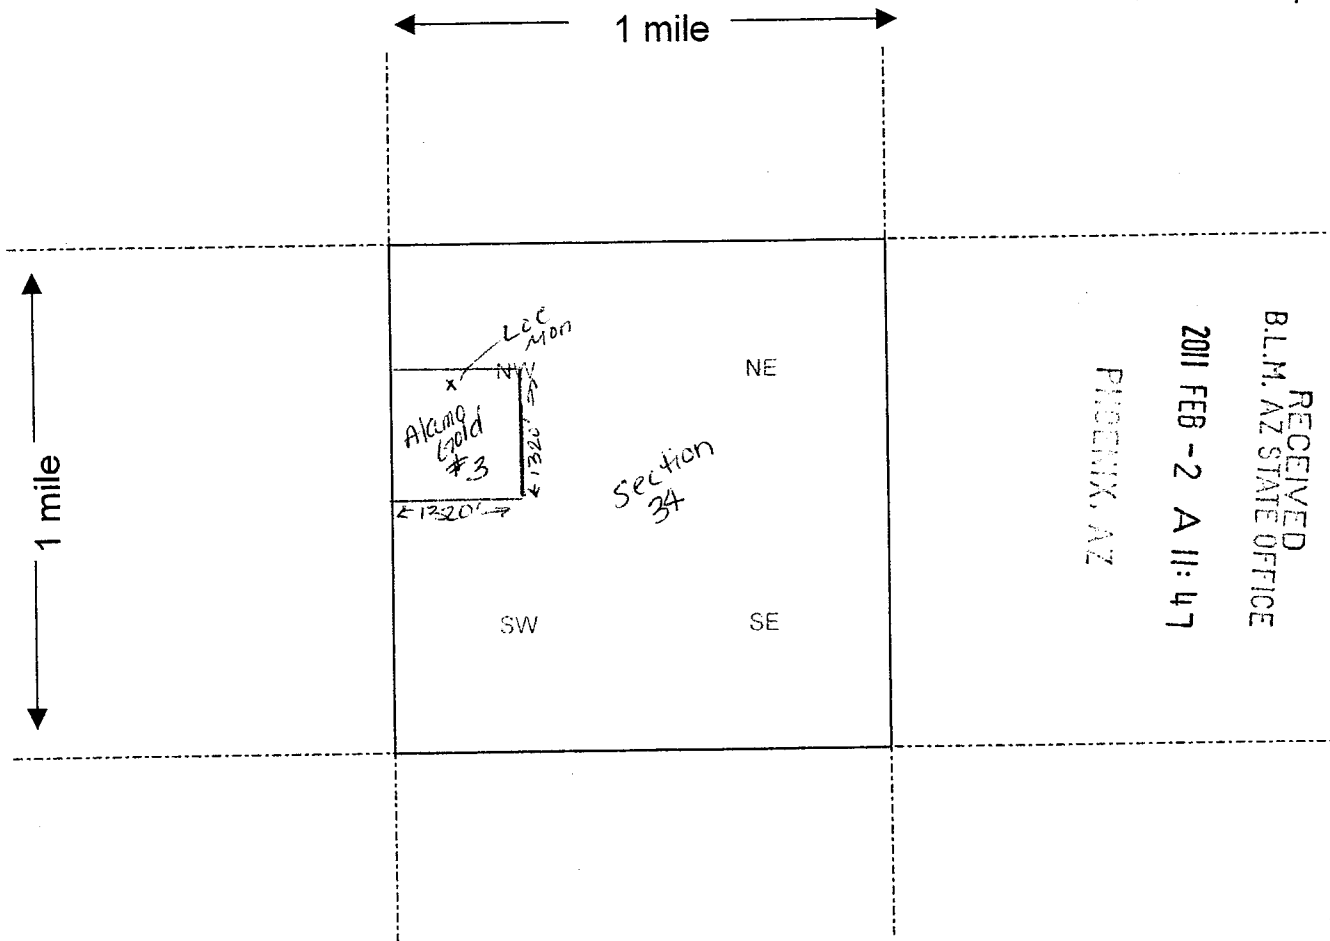 1 mile
1 mile
Loc
Mon
NW
NE
Alamo
Gold
#3
1320'
1320'
Section
34
SW
SE
RECEIVED
B.L.M. AZ STATE OFFICE
2011 FEB -2 A 11:47
PHOENIX, AZ